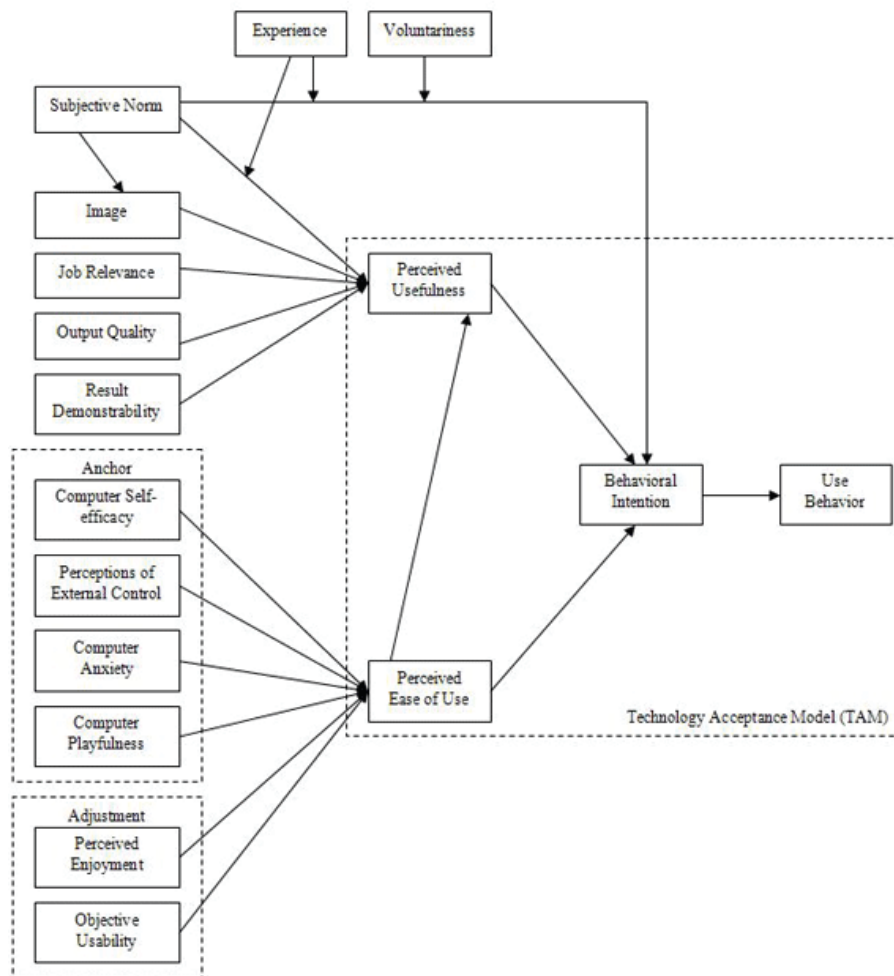 Experience
Voluntariness
Subjective Norm
Image
Job Relevance
Output Quality
Result
Demonstrability
Perceived
Usefulness
Anchor
Computer Self-
efficacy
Perceptions of
External Control
Computer
Anxiety
Computer
Playfulness
Adjustment
Perceived
Enjoyment
Objective
Usability
Perceived
Ease of Use
Behavioral
Intention
Use
Behavior
Technology Acceptance Model (TAM)